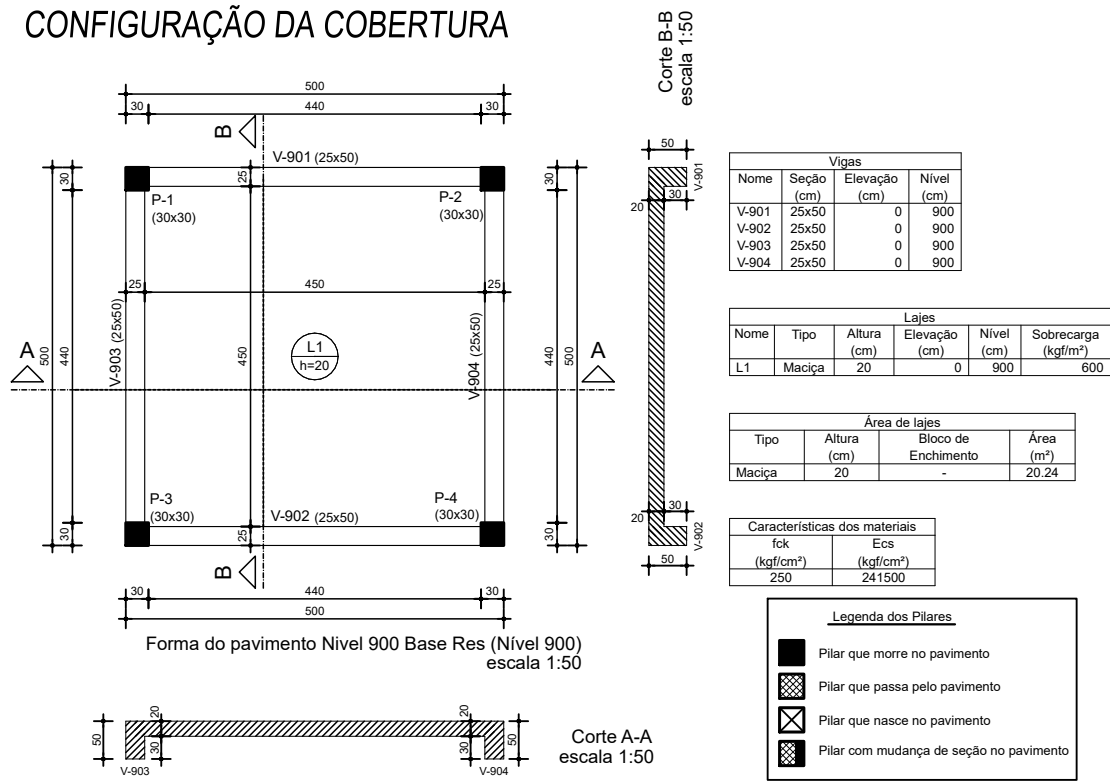 CONFIGURAÇÃO DA COBERTURA
500
30 440 30
B
V-901 (25x50)
25
P-1
(30x30)
P-2
(30x30)
30
30
25 450 25
V-903 (25x50)
V-904 (25x50)
500
440
450
440
500
L1
h=20
A
A
P-3
(30x30)
P-4
(30x30)
V-902 (25x50)
30
25
30
B
30 440 30
500
Forma do pavimento Nivel 900 Base Res (Nível 900)
escala 1:50
50
20
30
V-903
20
30
50
V-904
Corte A-A
escala 1:50
Corte B-B
escala 1:50
50
V-901
20 30
20 30
V-902
50
Vigas
Nome Seção Elevação Nível
(cm) (cm) (cm)
V-901 25x50 0 900
V-902 25x50 0 900
V-903 25x50 0 900
V-904 25x50 0 900
Lajes
Nome Tipo Altura Elevação Nível Sobrecarga
(cm) (cm) (cm) (kgf/m²)
L1 Maciça 20 0 900 600
Área de lajes
Tipo Altura Bloco de Área
(cm) Enchimento (m²)
Maciça 20 - 20.24
Características dos materiais
fck Ecs
(kgf/cm²) (kgf/cm²)
250 241500
Legenda dos Pilares
Pilar que morre no pavimento
Pilar que passa pelo pavimento
Pilar que nasce no pavimento
Pilar com mudança de seção no pavimento